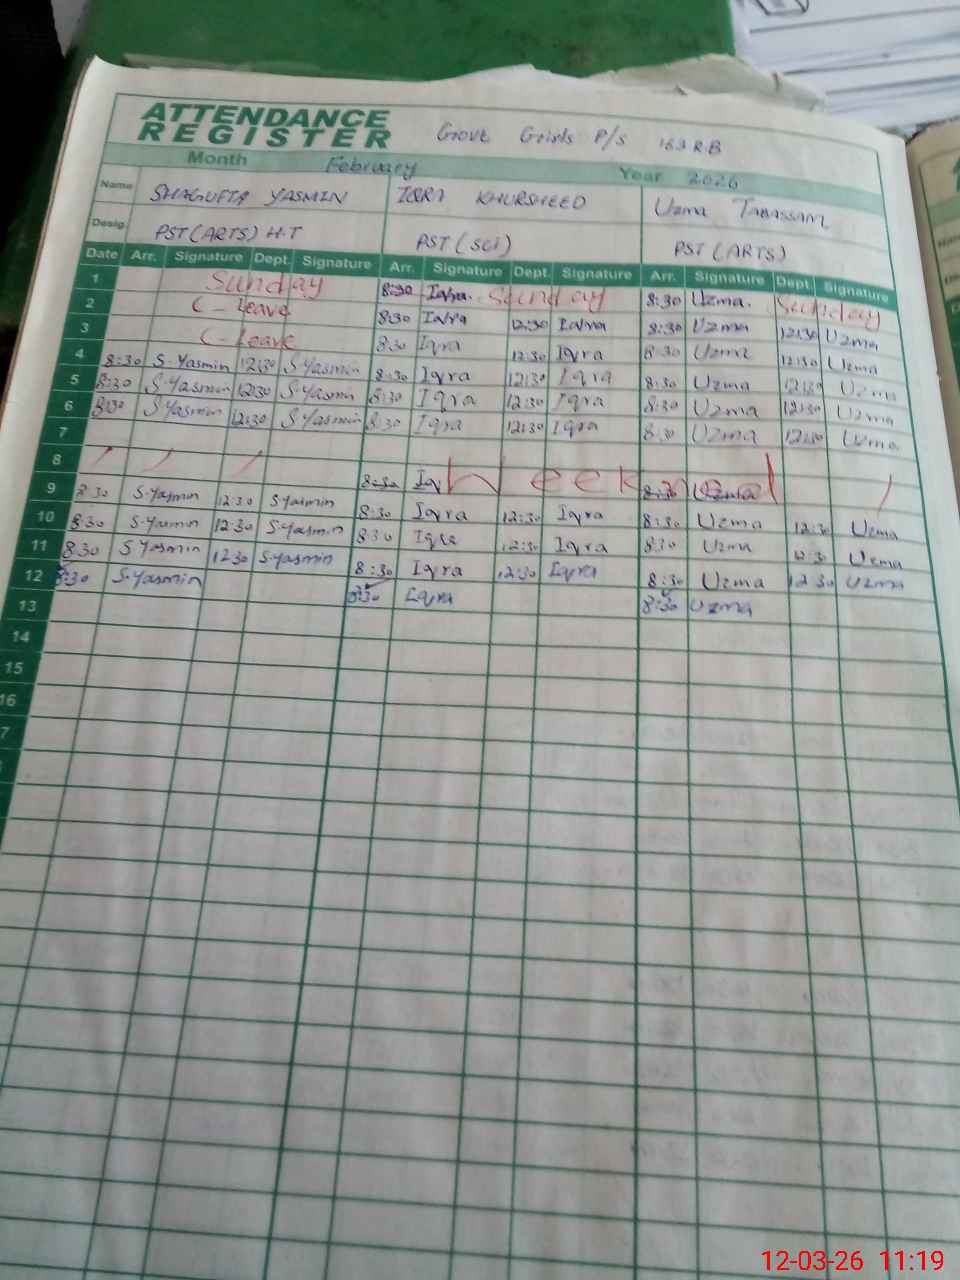 ATTENDANCE
REGISTER Govt Girls P/S 163 R.B
Month February Year 2026
Name SHAGUFTA YASMIN IQRA KHURSHEED Uzma TABASSAM
Desig. PST (ARTS) H.T PST (SCI) PST (ARTS)
Date Arr. Signature Dept. Signature Arr. Signature Dept. Signature Arr. Signature Dept. Signature
1 Sunday 8:30 Iqra. Sunday 8:30 Uzma. Sunday
2 C-Leave 8:30 Iqra 12:30 Iqra 8:30 Uzma 12:30 Uzma
3 C-Leave 8:30 Iqra 12:30 Iqra 8:30 Uzma 12:30 Uzma
4 8:30 S.Yasmin 12:30 S.Yasmin 8:30 Iqra 12:30 Iqra 8:30 Uzma 12:30 Uzma
5 8:30 S.Yasmin 12:30 S.Yasmin 8:30 Iqra 12:30 Iqra 8:30 Uzma 12:30 Uzma
6 8:30 S.Yasmin 12:30 S.Yasmin 8:30 Iqra 12:30 Iqra 8:30 Uzma 12:30 Uzma
7
8 8:30 Iq Week end 8:30 Uzma
9 8:30 S.Yasmin 12:30 S.Yasmin 8:30 Iqra 12:30 Iqra 8:30 Uzma 12:30 Uzma
10 8:30 S.Yasmin 12:30 S.Yasmin 8:30 Iqra 12:30 Iqra 8:30 Uzma 12:30 Uzma
11 8:30 S.Yasmin 12:30 S.Yasmin 8:30 Iqra 12:30 Iqra 8:30 Uzma 12:30 Uzma
12 8:30 S.Yasmin 8:30 Iqra 8:30 Uzma
13
14
15
16
7
12-03-26 11:19